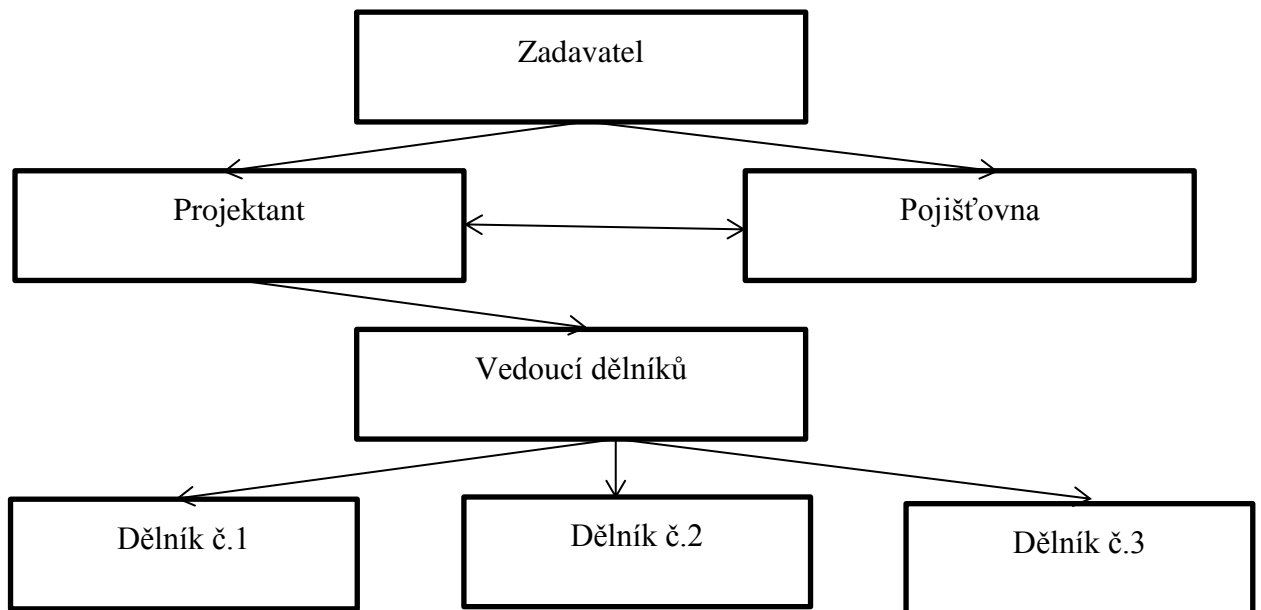 Zadavatel
Projektant
Pojišťovna
Vedoucí dělníků
Dělník č.1
Dělník č.2
Dělník č.3